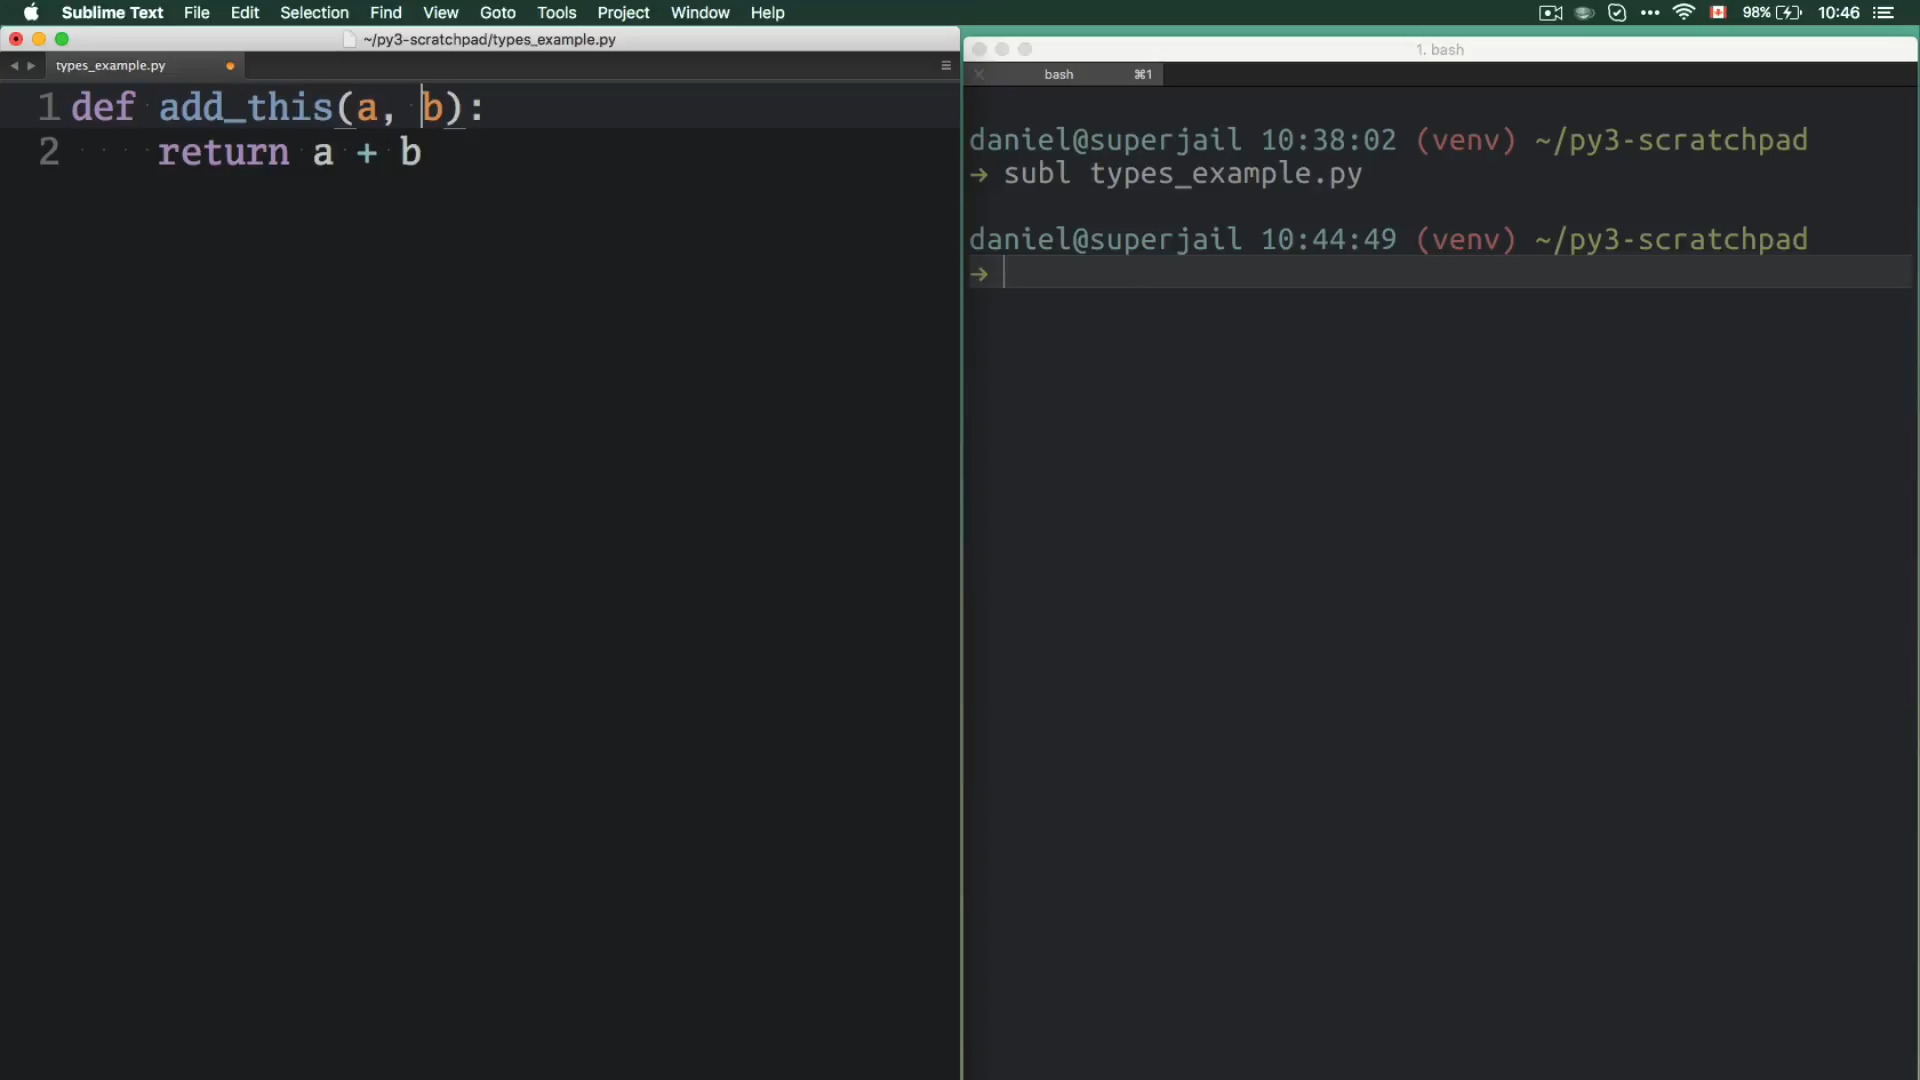 Sublime Text File Edit Selection Find View Goto Tools Project Window Help 98% 10:46
~/py3-scratchpad/types_example.py
types_example.py
1 def add_this(a, b):
2 return a + b
1. bash
bash ⌘1
daniel@superjail 10:38:02 (venv) ~/py3-scratchpad
→ subl types_example.py
daniel@superjail 10:44:49 (venv) ~/py3-scratchpad
→